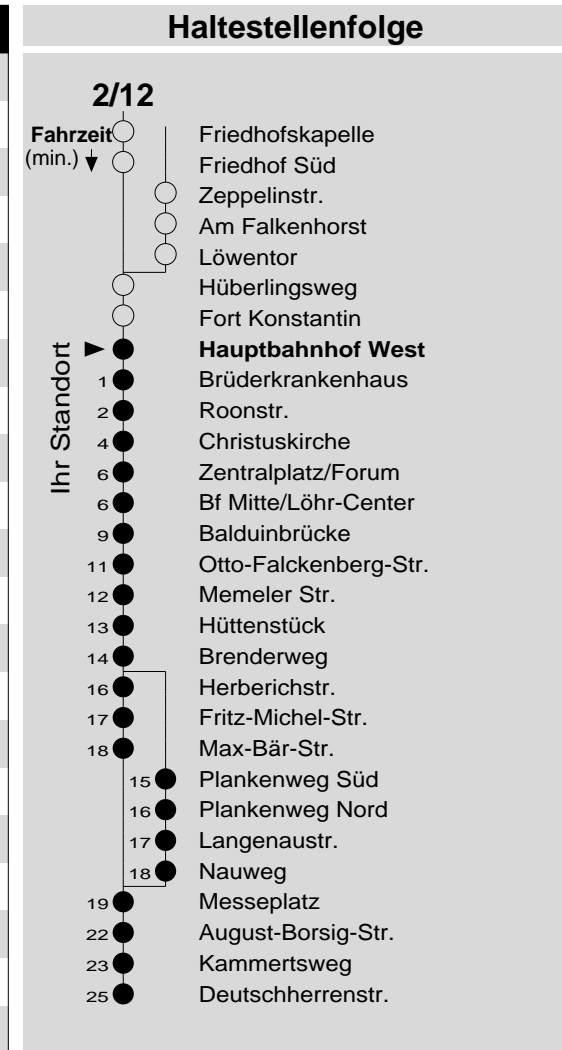 Haltestellenfolge
2/12
Fahrzeit
(min.)
Friedhofskapelle
Friedhof Süd
Zeppelinstr.
Am Falkenhorst
Löwentor
Hüberlingsweg
Fort Konstantin
Ihr Standort
Hauptbahnhof West
1 Brüderkrankenhaus
2 Roonstr.
4 Christuskirche
6 Zentralplatz/Forum
6 Bf Mitte/Löhr-Center
9 Balduinbrücke
11 Otto-Falckenberg-Str.
12 Memeler Str.
13 Hüttenstück
14 Brenderweg
16 Herberichstr.
17 Fritz-Michel-Str.
18 Max-Bär-Str.
15 Plankenweg Süd
16 Plankenweg Nord
17 Langenaustr.
18 Nauweg
19 Messeplatz
22 August-Borsig-Str.
23 Kammertsweg
25 Deutschherrenstr.